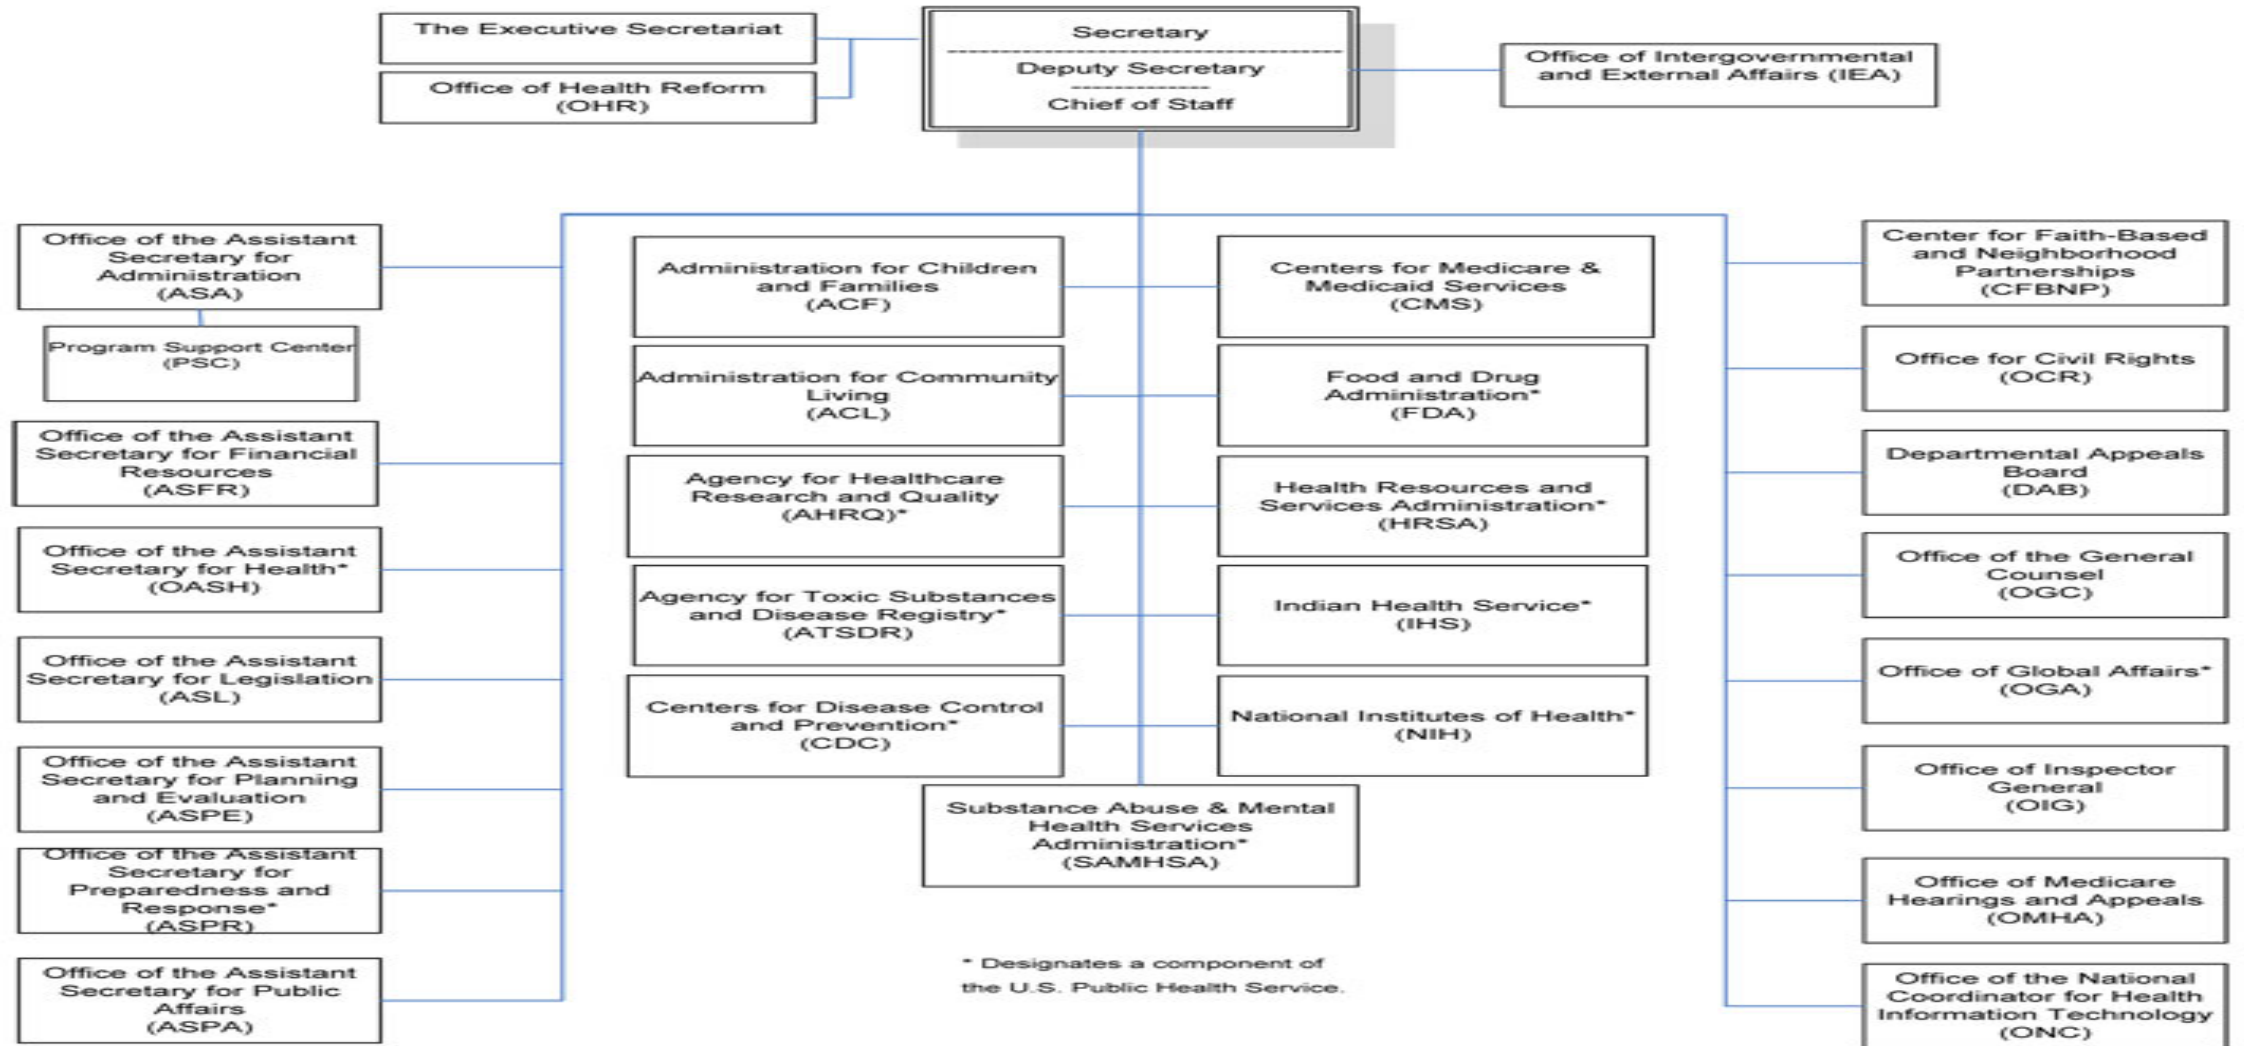 The Executive Secretariat
Office of Health Reform
(OHR)
Secretary
Deputy Secretary
Chief of Staff
Office of Intergovernmental
and External Affairs (IEA)
Office of the Assistant
Secretary for
Administration
(ASA)
Program Support Center
(PSC)
Office of the Assistant
Secretary for Financial
Resources
(ASFR)
Office of the Assistant
Secretary for Health*
(OASH)
Office of the Assistant
Secretary for Legislation
(ASL)
Office of the Assistant
Secretary for Planning
and Evaluation
(ASPE)
Office of the Assistant
Secretary for
Preparedness and
Response*
(ASPR)
Office of the Assistant
Secretary for Public
Affairs
(ASPA)
Administration for Children
and Families
(ACF)
Administration for Community
Living
(ACL)
Agency for Healthcare
Research and Quality
(AHRQ)*
Agency for Toxic Substances
and Disease Registry*
(ATSDR)
Centers for Disease Control
and Prevention*
(CDC)
Centers for Medicare &
Medicaid Services
(CMS)
Food and Drug
Administration*
(FDA)
Health Resources and
Services Administration*
(HRSA)
Indian Health Service*
(IHS)
National Institutes of Health*
(NIH)
Substance Abuse & Mental
Health Services
Administration*
(SAMHSA)
* Designates a component of
the U.S. Public Health Service.
Center for Faith-Based
and Neighborhood
Partnerships
(CFBNP)
Office for Civil Rights
(OCR)
Departmental Appeals
Board
(DAB)
Office of the General
Counsel
(OGC)
Office of Global Affairs*
(OGA)
Office of Inspector
General
(OIG)
Office of Medicare
Hearings and Appeals
(OMHA)
Office of the National
Coordinator for Health
Information Technology
(ONC)